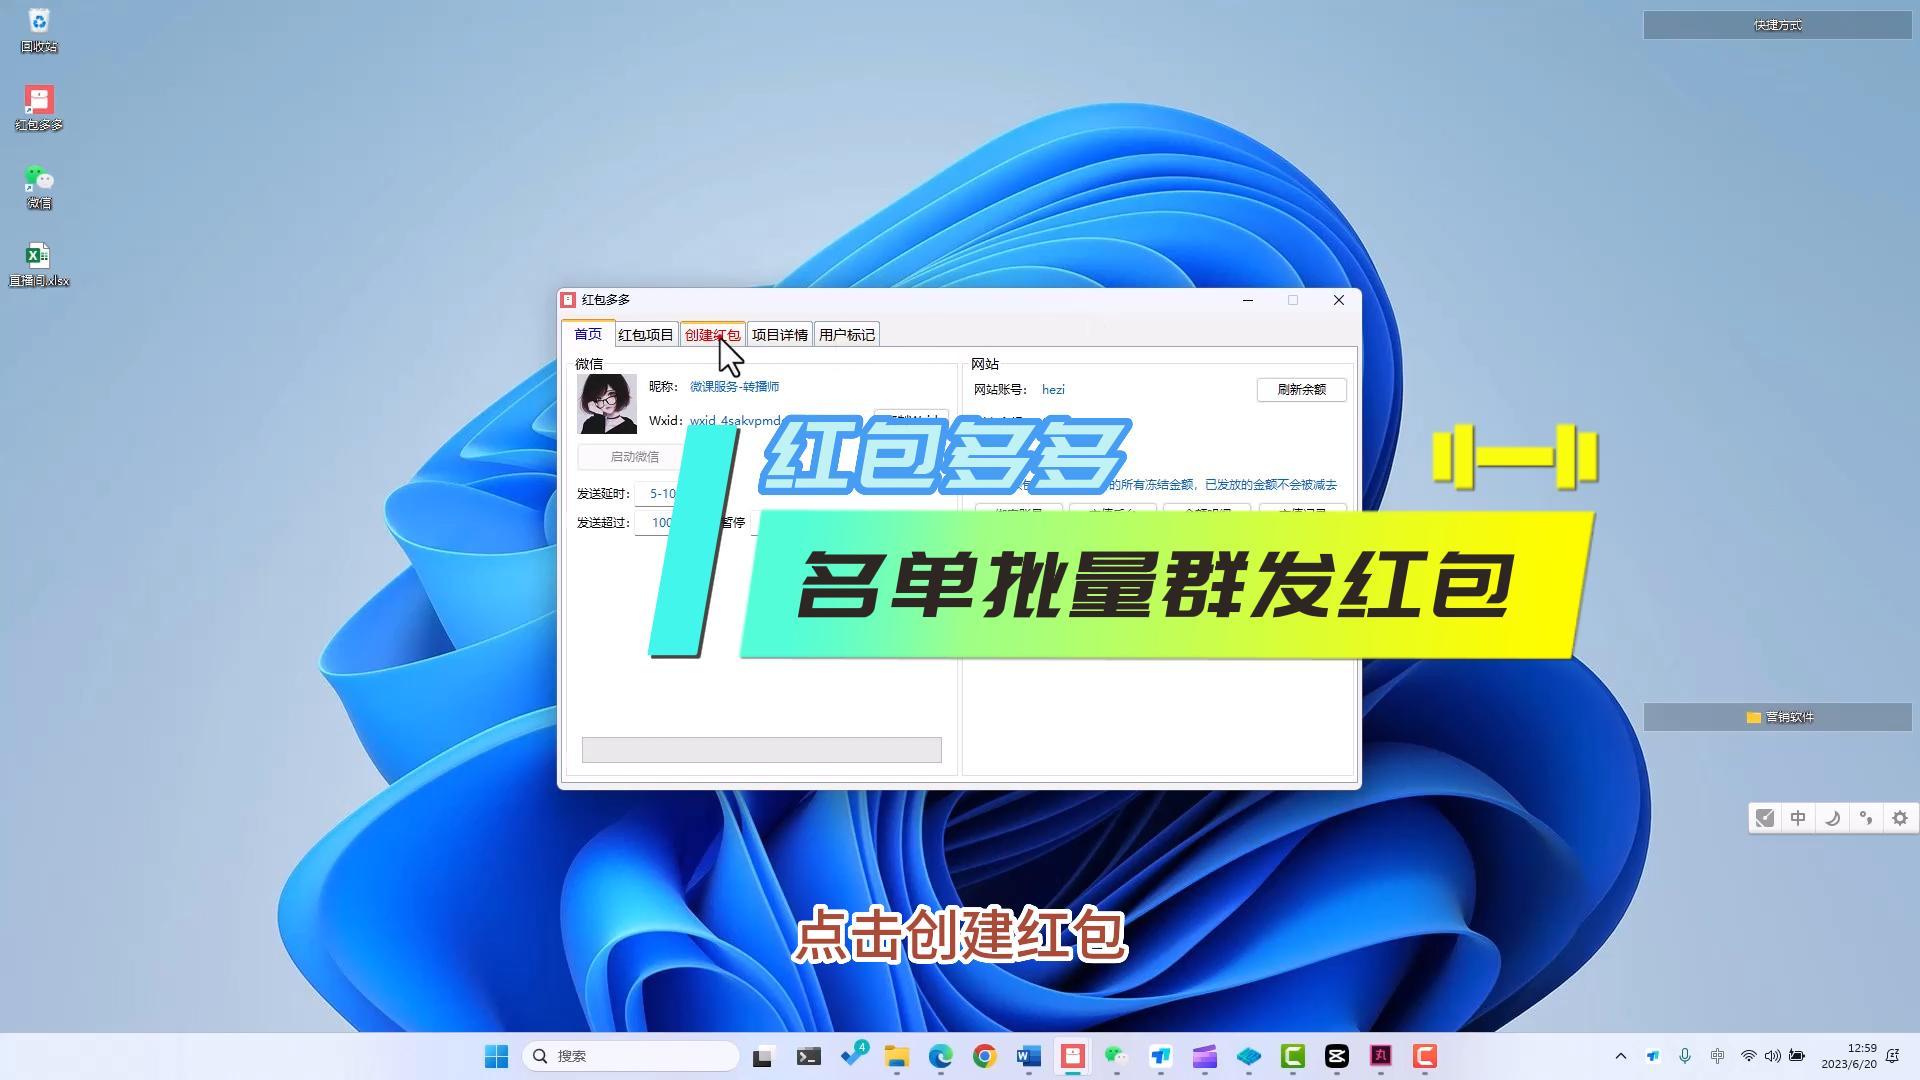 回收站
红包多多
微信
直播间.xlsx
快捷方式
红包多多
首页
红包项目
创建红包
项目详情
用户标记
微信
昵称：
微课服务-转播师
Wxid：
wxid_4sakvpmd
启动微信
发送延时：
5-10
发送超过：
100
暂停
网站
网站账号：
hezi
刷新余额
的所有冻结金额，已发放的金额不会被减去
红包多多
名单批量群发红包
营销软件
中
点击创建红包
搜索
4
中
12:59
2023/6/20